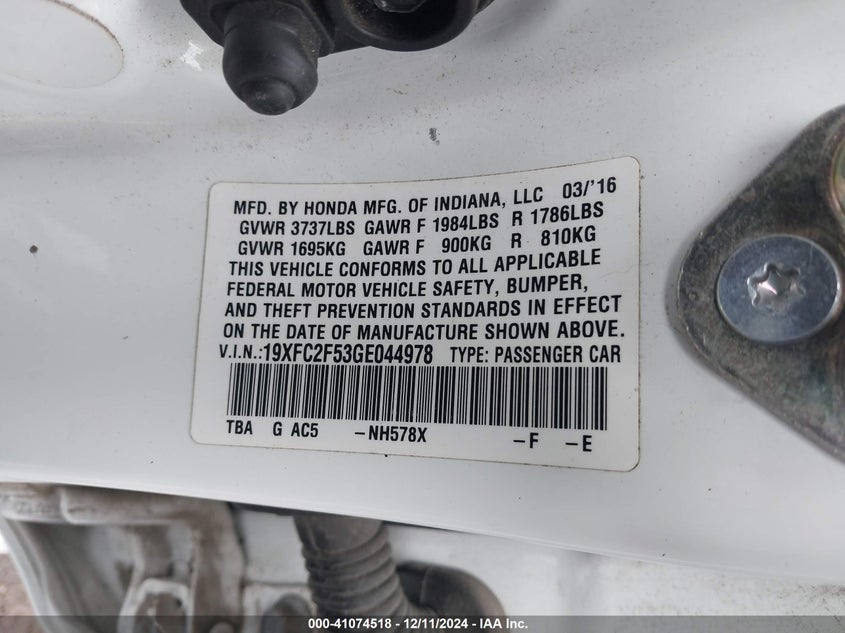 MFD. BY HONDA MFG. OF INDIANA, LLC 03/'16
GVWR 3737LBS GAWR F 1984LBS R 1786LBS
GVWR 1695KG GAWR F 900KG R 810KG
THIS VEHICLE CONFORMS TO ALL APPLICABLE
FEDERAL MOTOR VEHICLE SAFETY, BUMPER,
AND THEFT PREVENTION STANDARDS IN EFFECT
ON THE DATE OF MANUFACTURE SHOWN ABOVE.
V.I.N.:19XFC2F53GE044978 TYPE: PASSENGER CAR
TBA G AC5 -NH578X -F -E
000-41074518 - 12/11/2024 - IAA Inc.